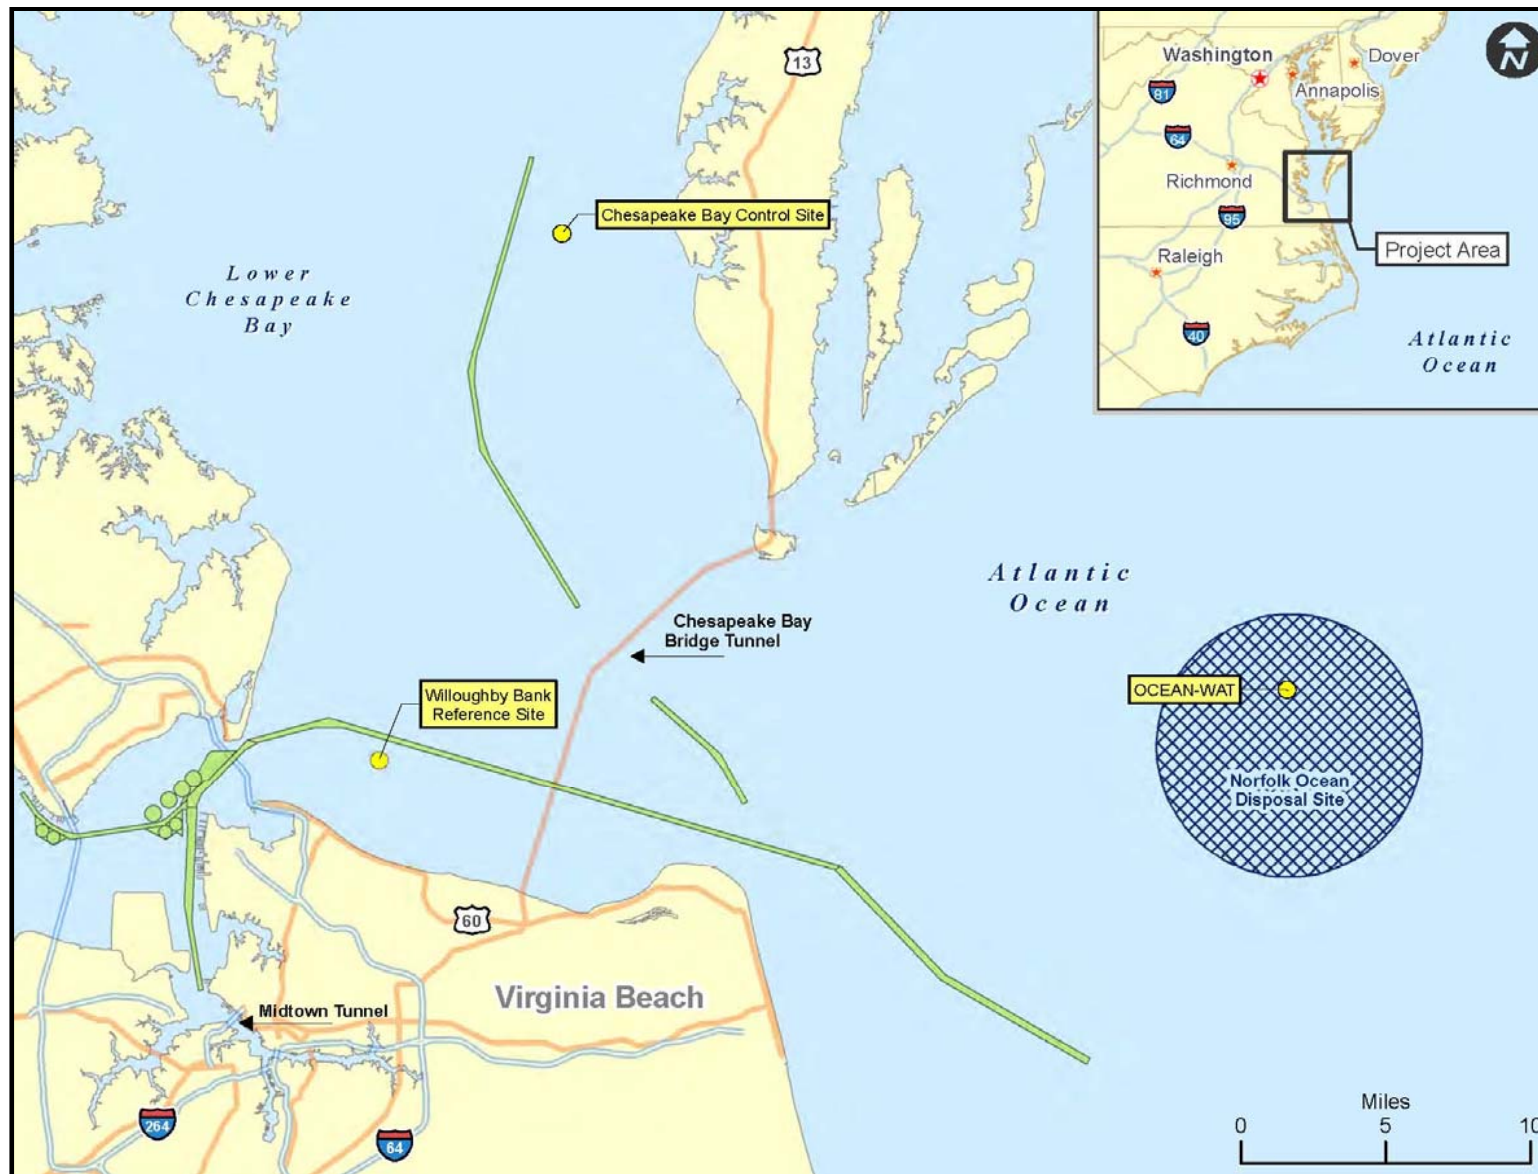 13
Chesapeake Bay Control Site
Lower
Chesapeake
Bay
Washington
Dover
Annapolis
81
64
Richmond
95
Raleigh
40
Project Area
Atlantic
Ocean
N
Atlantic
Ocean
Chesapeake Bay
Bridge Tunnel
Willoughby Bank
Reference Site
OCEAN-WAT
Norfolk Ocean
Disposal Site
60
Virginia Beach
Midtown Tunnel
264
64
Miles
0 5 10